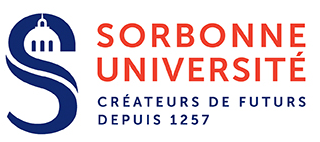 SORBONNE
UNIVERSITÉ
CRÉATEURS DE FUTURS
DEPUIS 1257